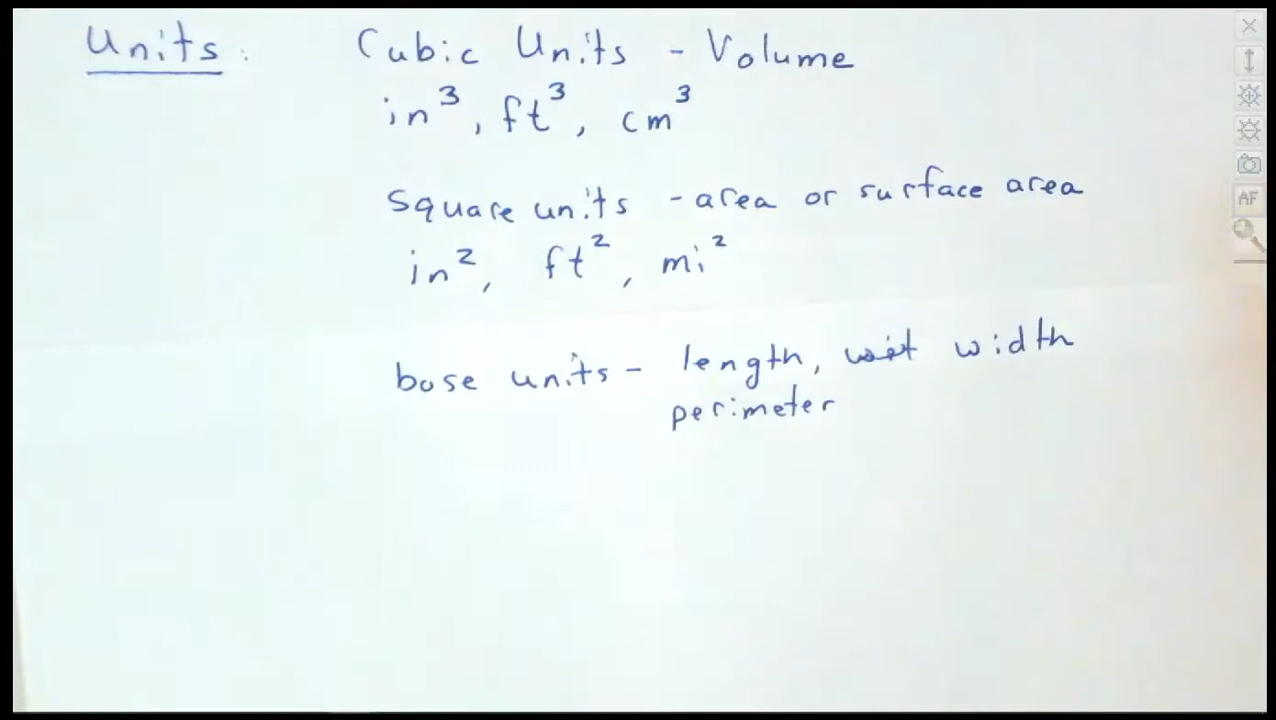 Units: Cubic Units - Volume
in³, ft³, cm³
Square units - area or surface area
in², ft², mi²
base units - length, width
perimeter
AF